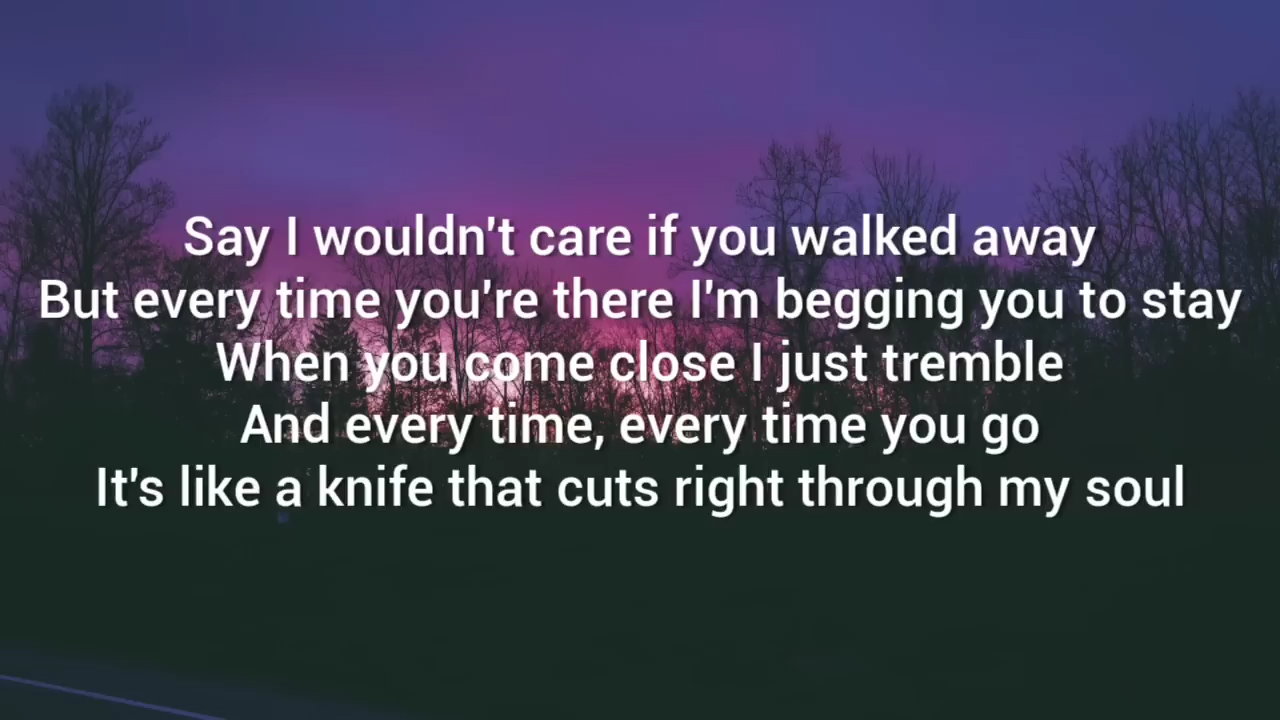 Say I wouldn't care if you walked away
But every time you're there I'm begging you to stay
When you come close I just tremble
And every time, every time you go
It's like a knife that cuts right through my soul